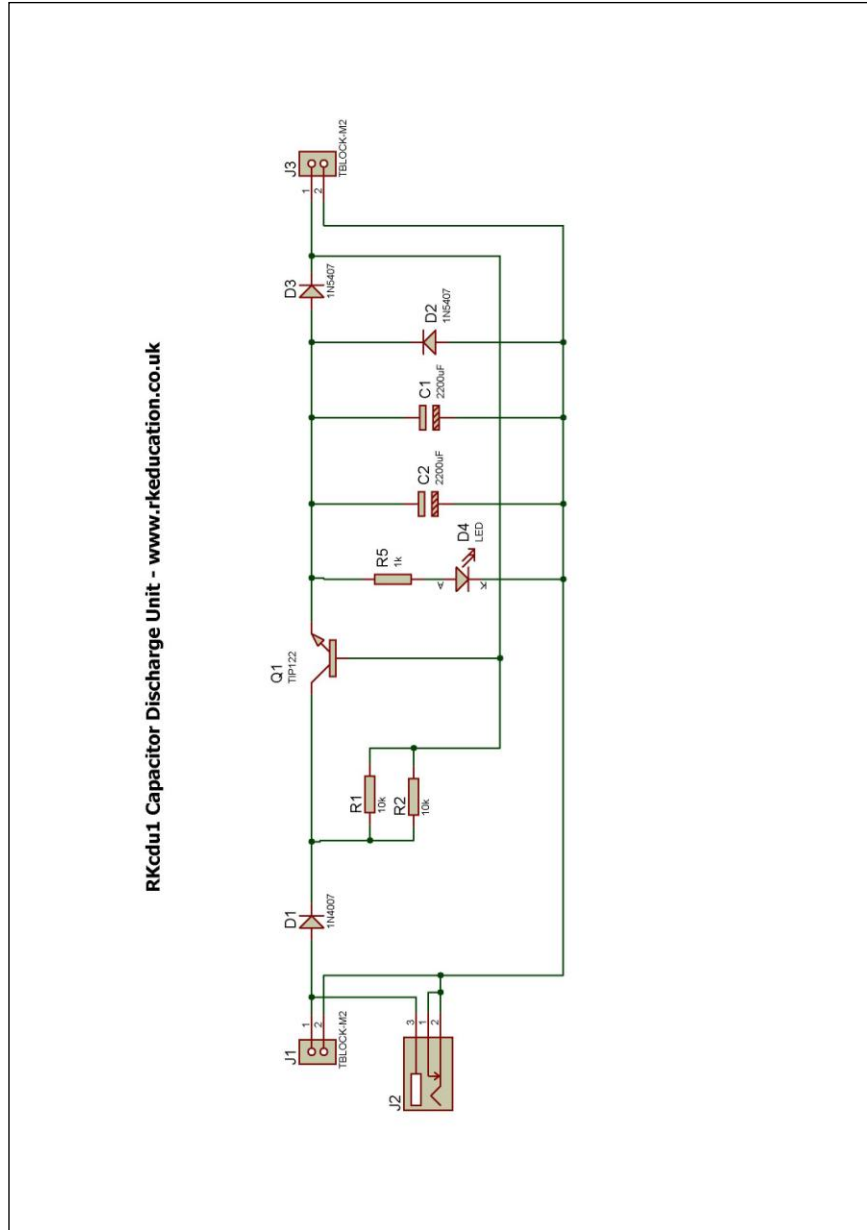 RKcdu1 Capacitor Discharge Unit - www.rkeducation.co.uk
J1
TBLOCK-M2
1
2
J2
3
1
2
D1
1N4007
R1
10k
R2
10k
Q1
TIP122
R5
1k
D4
LED
A
K
C2
2200uF
C1
2200uF
D2
1N5407
D3
1N5407
J3
TBLOCK-M2
1
2